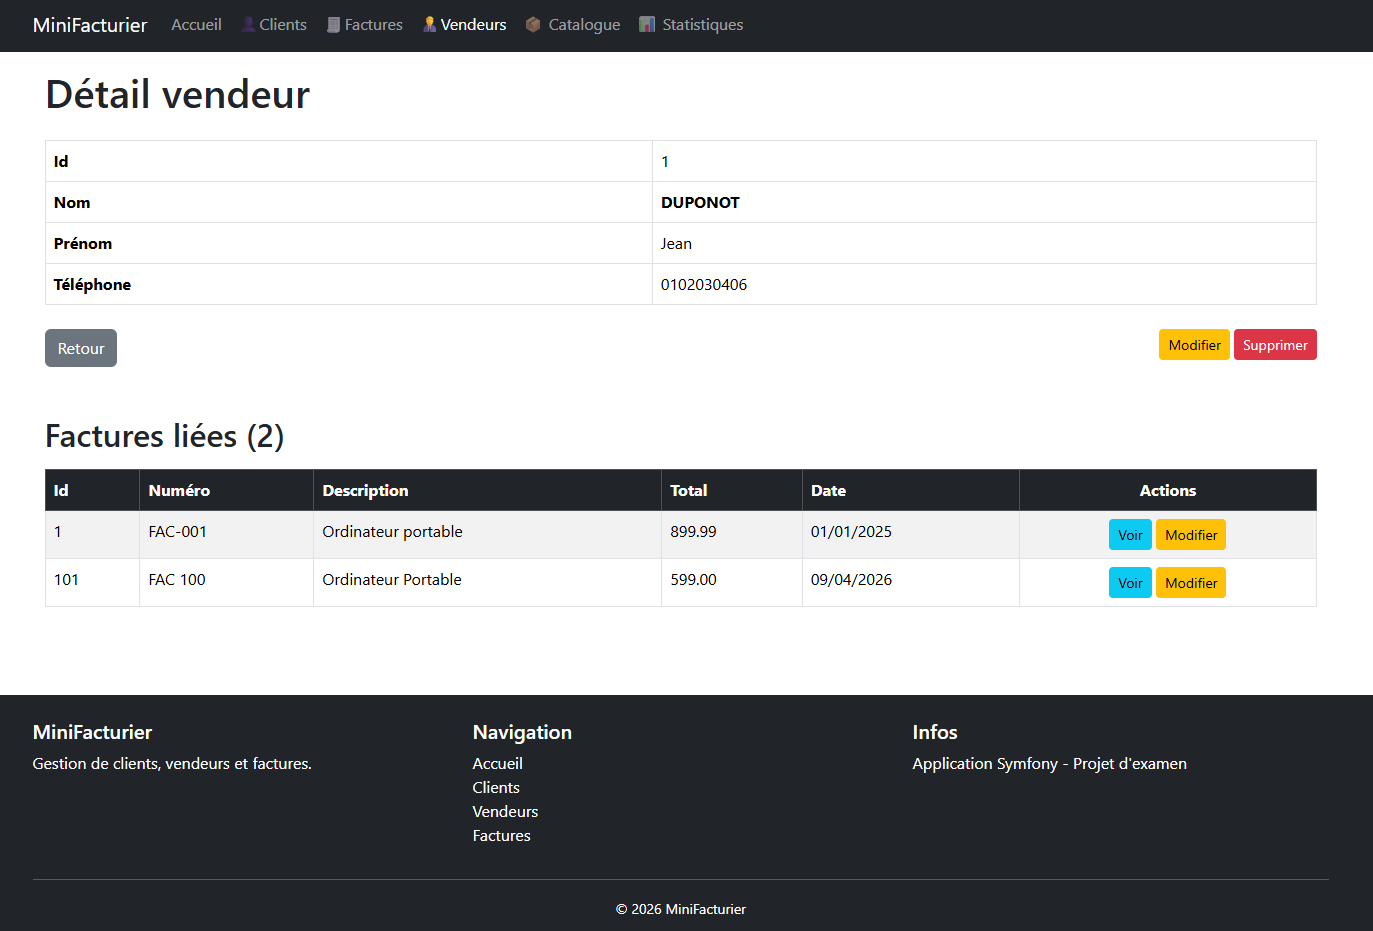 MiniFacturier Accueil Clients Factures Vendeurs Catalogue Statistiques
Détail vendeur
Id 1
Nom DUPONOT
Prénom Jean
Téléphone 0102030406
Retour Modifier Supprimer
Factures liées (2)
Id Numéro Description Total Date Actions
1 FAC-001 Ordinateur portable 899.99 01/01/2025 Voir Modifier
101 FAC 100 Ordinateur Portable 599.00 09/04/2026 Voir Modifier
MiniFacturier
Gestion de clients, vendeurs et factures.
Navigation
Accueil
Clients
Vendeurs
Factures
Infos
Application Symfony - Projet d'examen
© 2026 MiniFacturier